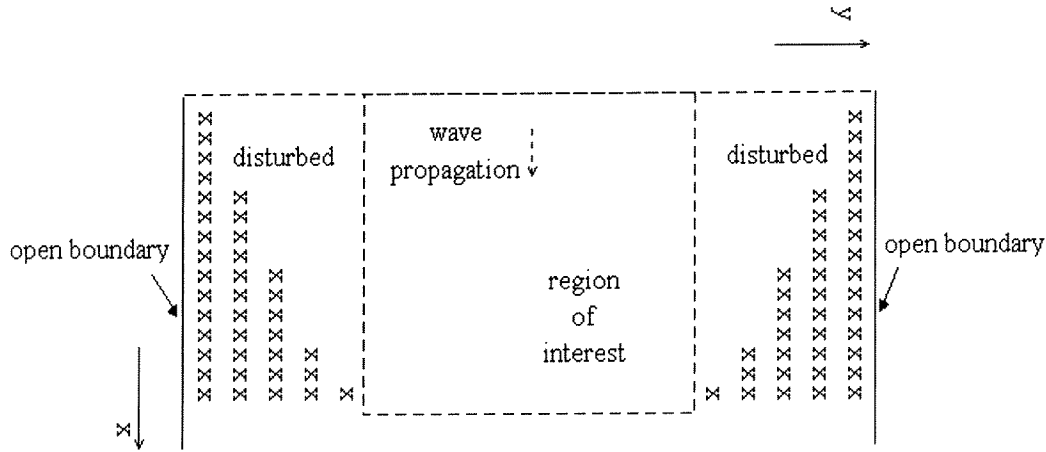 y
wave
propagation
disturbed
disturbed
open boundary
open boundary
region
of
interest
x